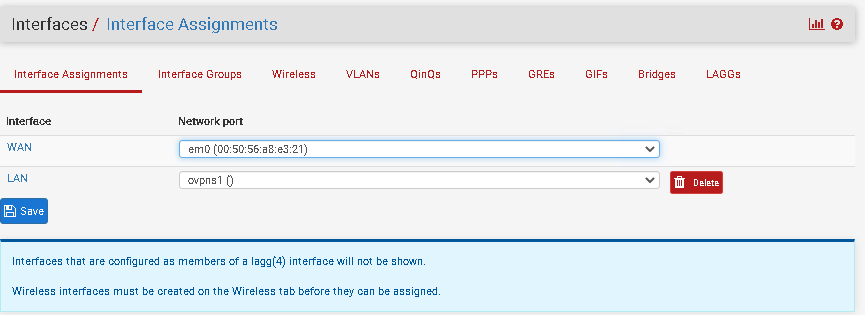 Interfaces / Interface Assignments
Interface Assignments Interface Groups Wireless VLANs QinQs PPPs GREs GIFs Bridges LAGGs
Interface Network port
WAN em0 (00:50:56:a8:e3:21)
LAN ovpns1 () Delete
Save
Interfaces that are configured as members of a lagg(4) interface will not be shown.
Wireless interfaces must be created on the Wireless tab before they can be assigned.